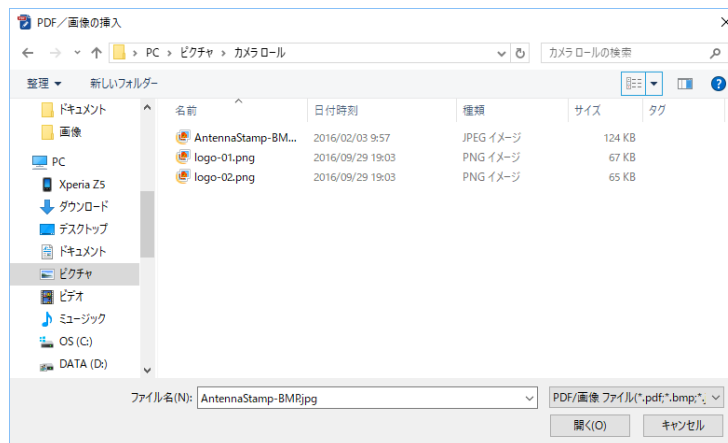 PDF／画像の挿入
PC › ピクチャ › カメラ ロール
カメラ ロールの検索
整理 新しいフォルダー
名前 日付時刻 種類 サイズ タグ
AntennaStamp-BM... 2016/02/03 9:57 JPEG イメージ 124 KB
logo-01.png 2016/09/29 19:03 PNG イメージ 67 KB
logo-02.png 2016/09/29 19:03 PNG イメージ 65 KB
ドキュメント
画像
PC
Xperia Z5
ダウンロード
デスクトップ
ドキュメント
ピクチャ
ビデオ
ミュージック
OS (C:)
DATA (D:)
ファイル名(N): AntennaStamp-BMP.jpg
PDF/画像 ファイル(*.pdf;*.bmp;*.
開く(O) キャンセル